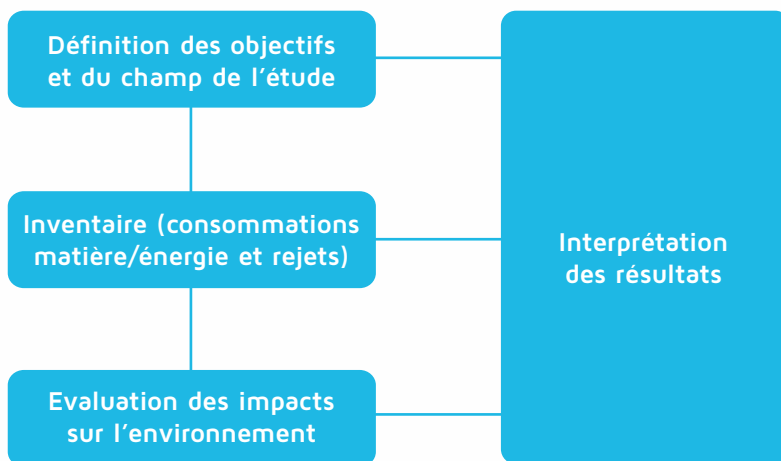 Définition des objectifs
et du champ de l'étude
Inventaire (consommations
matière/énergie et rejets)
Interprétation
des résultats
Evaluation des impacts
sur l'environnement